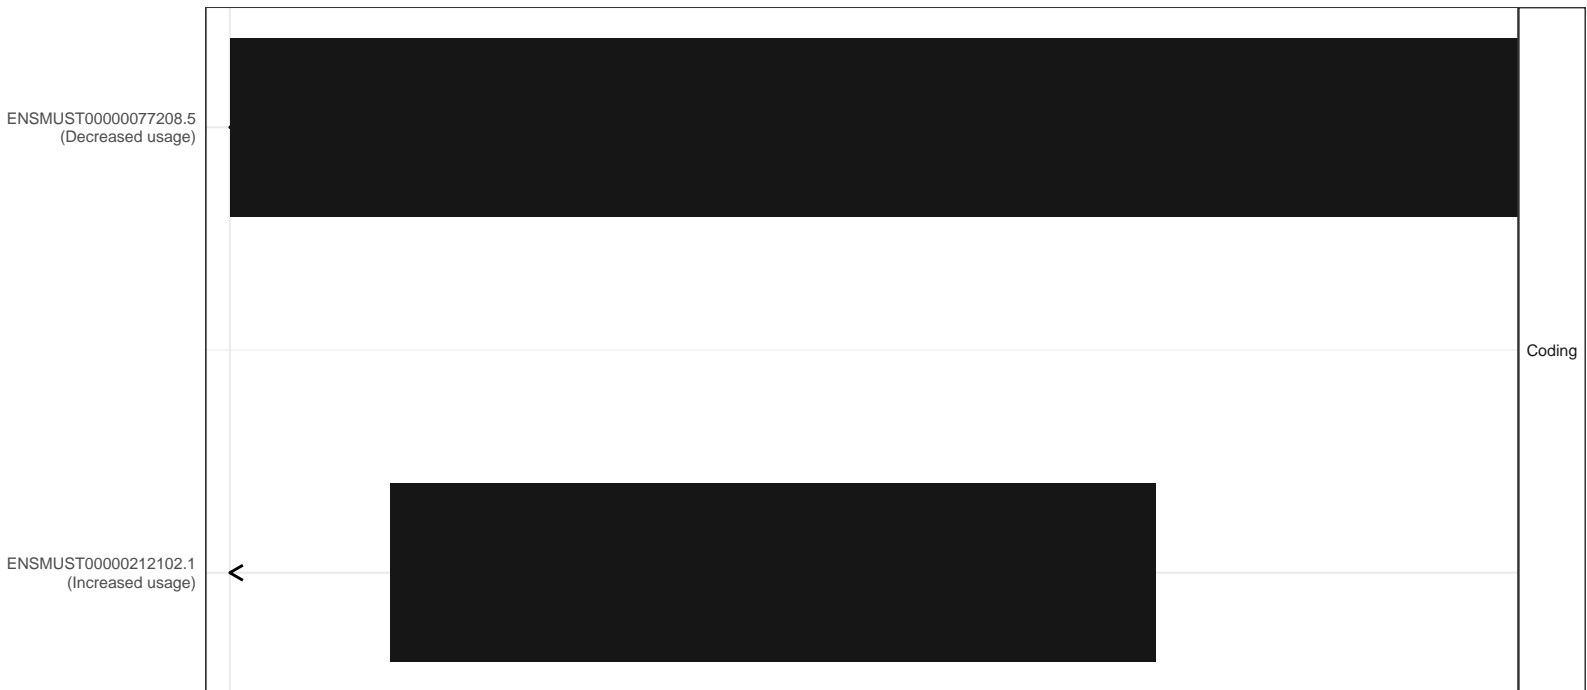 ENSMUST00000077208.5
(Decreased usage)
Coding
ENSMUST00000212102.1
(Increased usage)